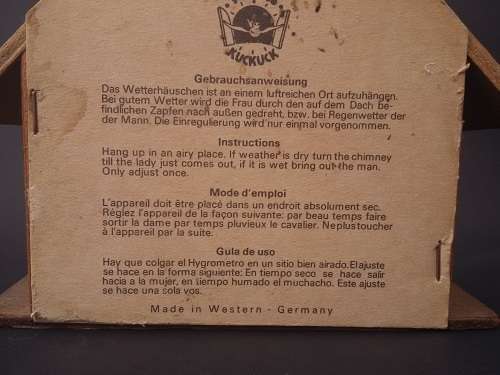 KUCKUCK
Gebrauchsanweisung
Das Wetterhäuschen ist an einem luftreichen Ort aufzuhängen.
Bei gutem Wetter wird die Frau durch den auf dem Dach be-
findlichen Zapfen nach außen gedreht, bzw. bei Regenwetter der
der Mann. Die Einregulierung wird nur einmal vorgenommen.
Instructions
Hang up in an airy place. If weather is dry turn the chimney
till the lady just comes out, if it is wet bring out the man.
Only adjust once.
Mode d'emploi
L'appareil doit être placé dans un endroit absolument sec.
Réglez l'appareil de la façon suivante: par beau temps faire
sortir la dame par temps pluvieux le cavalier. Ne plus toucher
à l'appareil par la suite.
Guia de uso
Hay que colgar el Hygrometro en un sitio bien airado. El ajuste
se hace en la forma siguiente: En tiempo seco se hace salir
hacia a la mujer, en tiempo humado el muchacho. Este ajuste
se hace una sola vos.
Made in Western - Germany